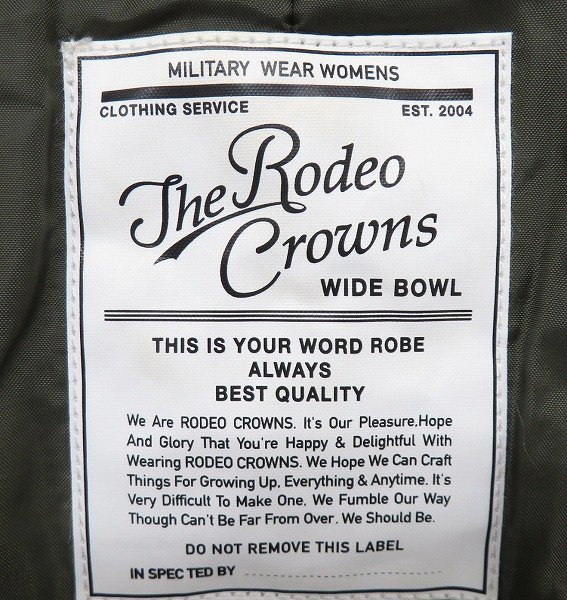 MILITARY WEAR WOMENS
CLOTHING SERVICE EST. 2004
The Rodeo
Crowns
WIDE BOWL
THIS IS YOUR WORD ROBE
ALWAYS
BEST QUALITY
We Are RODEO CROWNS. It's Our Pleasure.Hope
And Glory That You're Happy & Delightful With
Wearing RODEO CROWNS. We Hope We Can Craft
Things For Growing Up, Everything & Anytime. It's
Very Difficult To Make One, We Fumble Our Way
Though Can't Be Far From Over. We Should Be.
DO NOT REMOVE THIS LABEL
IN SPEC TED BY